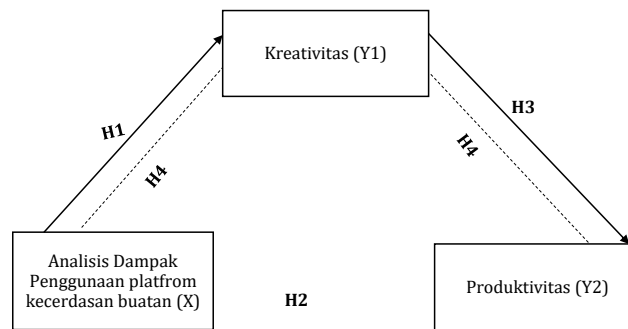 Kreativitas (Y1)
H1
H3
H4
H4
Analisis Dampak
Penggunaan platfrom
kecerdasan buatan (X)
H2
Produktivitas (Y2)